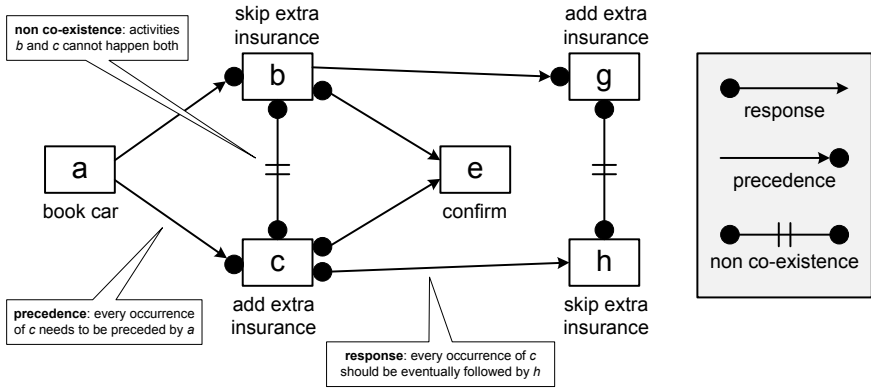 non co-existence: activities
b and c cannot happen both
skip extra
insurance
b
add extra
insurance
g
a
book car
e
confirm
c
add extra
insurance
h
skip extra
insurance
precedence: every occurrence
of c needs to be preceded by a
response: every occurrence of c
should be eventually followed by h
response
precedence
non co-existence